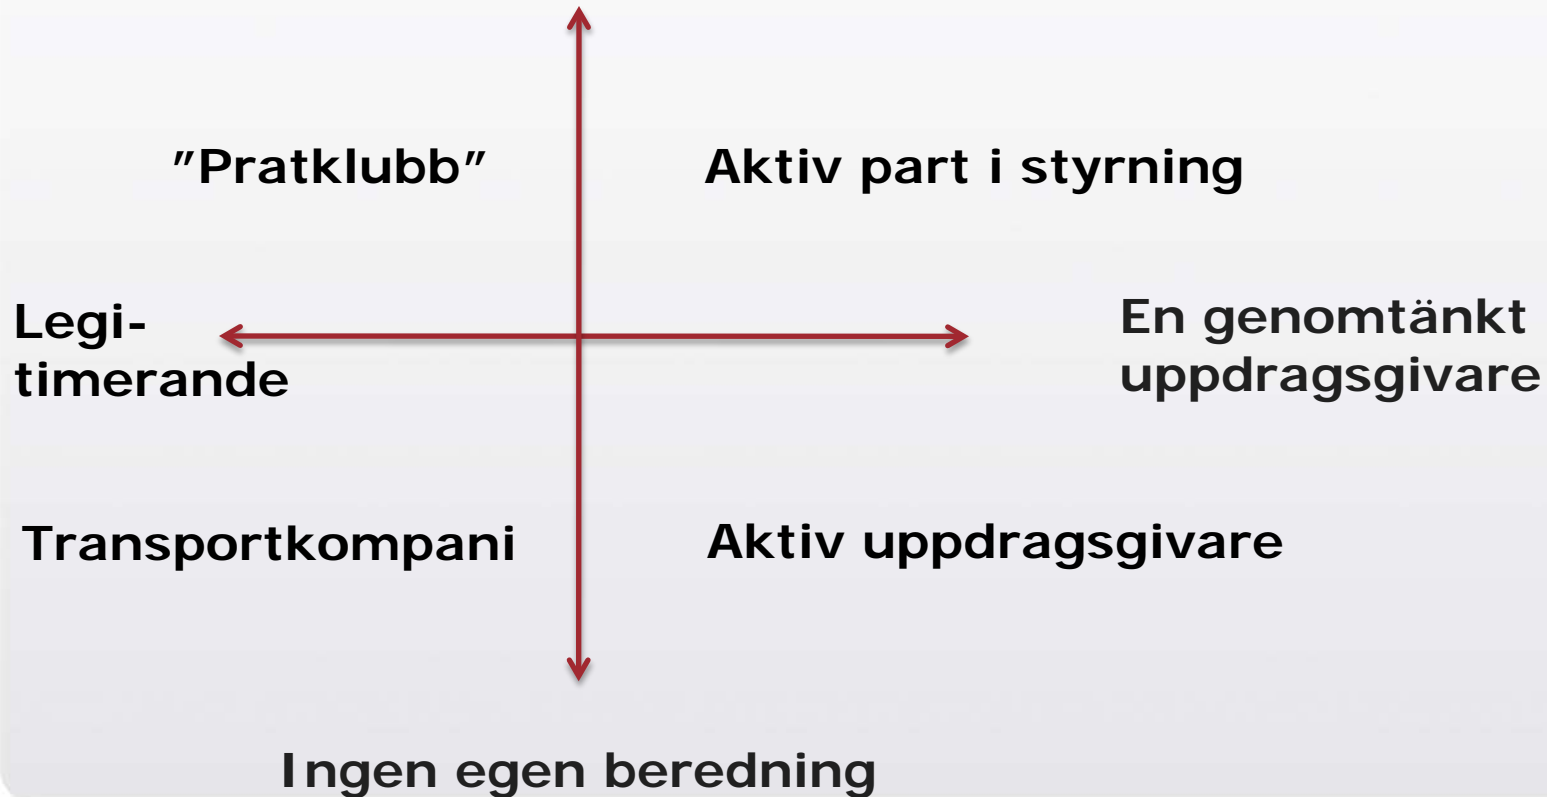 ”Pratklubb”
Aktiv part i styrning
Legi-
timerande
En genomtänkt
uppdragsgivare
Transportkompani
Aktiv uppdragsgivare
Ingen egen beredning